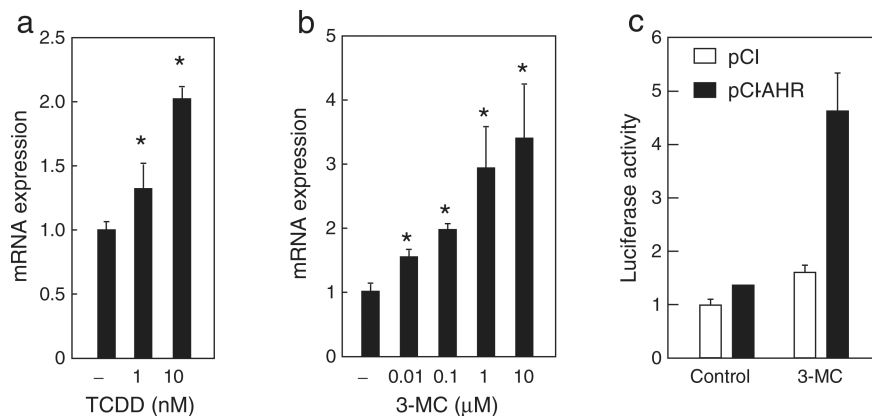 a
2.5
2.0
1.5
1.0
0.5
0
mRNA expression
*
*
– 1 10
TCDD (nM)
b
5
4
3
2
1
0
mRNA expression
*
*
*
*
– 0.01 0.1 1 10
3-MC (μM)
c
6
5
4
3
2
1
0
Luciferase activity
pCI
pCI-AHR
Control 3-MC